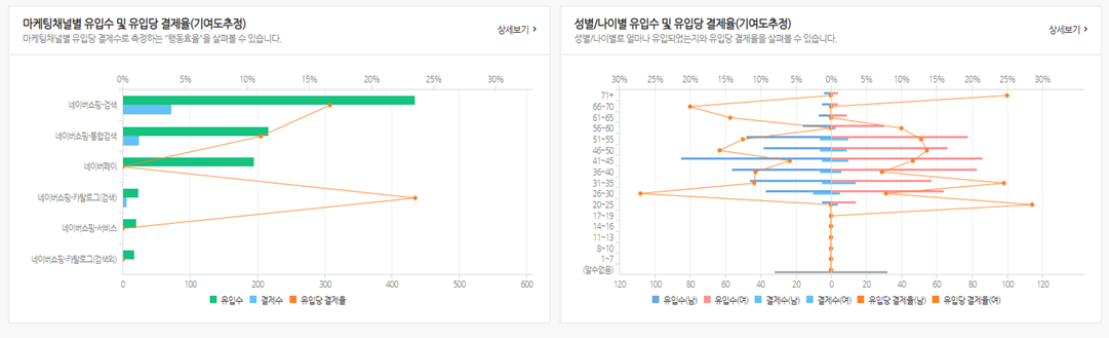 마케팅채널별 유입수 및 유입당 결제율(기여도추정)
마케팅채널별 유입당 결제수로 측정하는 "행동효율"을 살펴볼 수 있습니다.
상세보기 >
0% 5% 10% 15% 20% 25% 30%
네이버쇼핑-검색
네이버쇼핑-통합검색
네이버페이
네이버쇼핑-카탈로그(검색)
네이버쇼핑-서비스
네이버쇼핑-카탈로그(검색외)
0 100 200 300 400 500 600
유입수 결제수 유입당 결제율
성별/나이별 유입수 및 유입당 결제율(기여도추정)
성별/나이별로 얼마나 유입되었는지와 유입당 결제율을 살펴볼 수 있습니다.
상세보기 >
30% 25% 20% 15% 10% 5% 0% 5% 10% 15% 20% 25% 30%
71+
66~70
61~65
56~60
51~55
46~50
41~45
36~40
31~35
26~30
20~25
17~19
14~16
11~13
8~10
1~7
(알수없음)
120 100 80 60 40 20 0 20 40 60 80 100 120
유입수(남) 유입수(여) 결제수(남) 결제수(여) 유입당 결제율(남) 유입당 결제율(여)